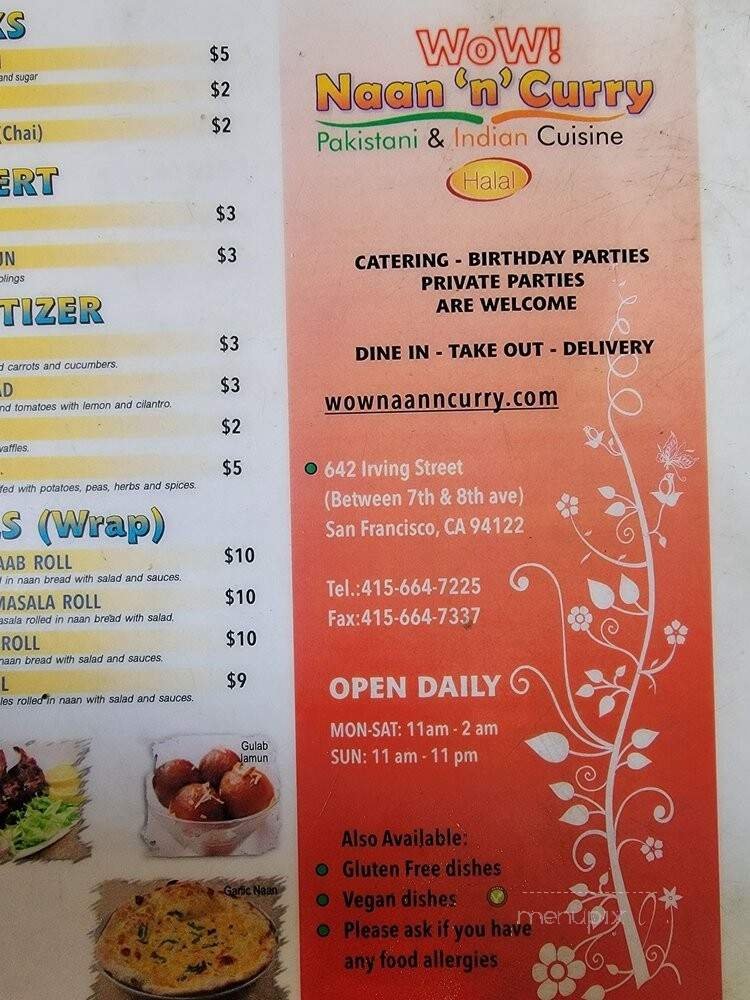 KS
$5
and sugar
$2
(Chai)
$2
ERT
$3
UN
$3
plings
TIZER
$3
d carrots and cucumbers.
AD
$3
nd tomatoes with lemon and cilantro.
$2
vaffles.
$5
fed with potatoes, peas, herbs and spices.
LS (Wrap)
AAB ROLL
$10
d in naan bread with salad and sauces.
MASALA ROLL
$10
asala rolled in naan bread with salad.
ROLL
$10
naan bread with salad and sauces.
L
$9
les rolled in naan with salad and sauces.
Gulab
Jamun
Garlic Naan
WoW!
Naan 'n' Curry
Pakistani & Indian Cuisine
Halal
CATERING - BIRTHDAY PARTIES
PRIVATE PARTIES
ARE WELCOME
DINE IN - TAKE OUT - DELIVERY
wownaanncurry.com
642 Irving Street
(Between 7th & 8th ave)
San Francisco, CA 94122
Tel.:415-664-7225
Fax:415-664-7337
OPEN DAILY
MON-SAT: 11am - 2 am
SUN: 11 am - 11 pm
Also Available:
Gluten Free dishes
Vegan dishes
Please ask if you have
any food allergies
menupix